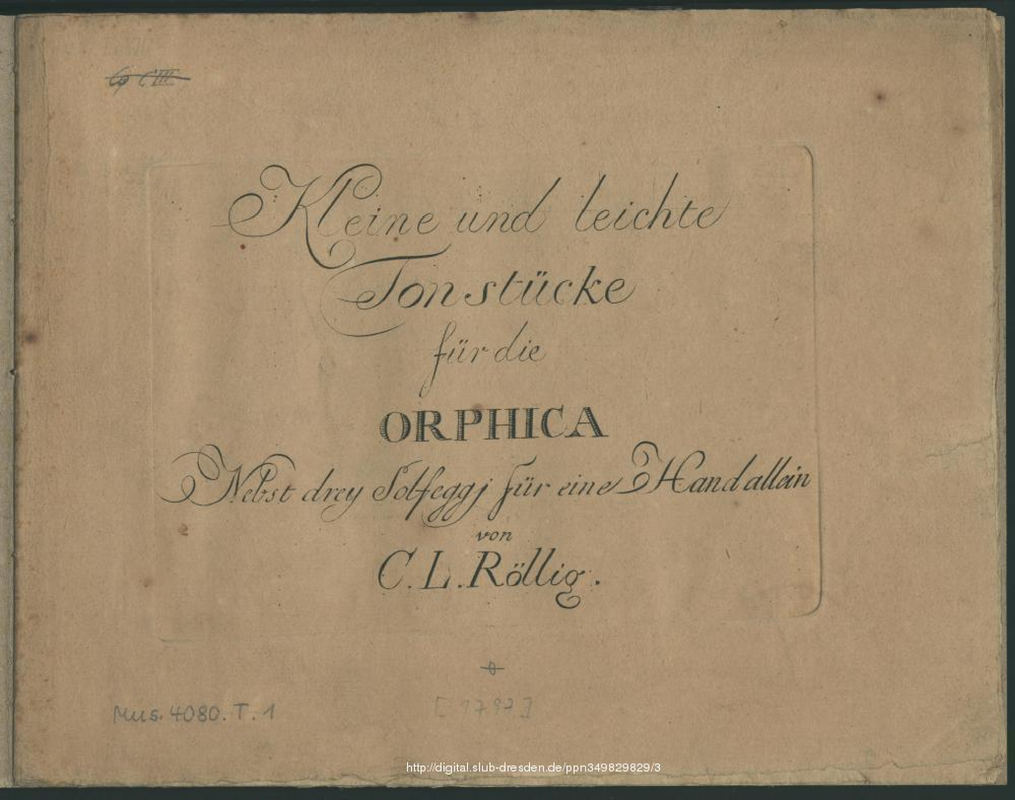 Kleine und leichte
Tonstücke
für die
ORPHICA
Nebst drey Solfeggj für eine Hand allein
von
C. L. Röllig.
Mus. 4080. T. 1
[1797]
http://digital.slub-dresden.de/ppn349829829/3